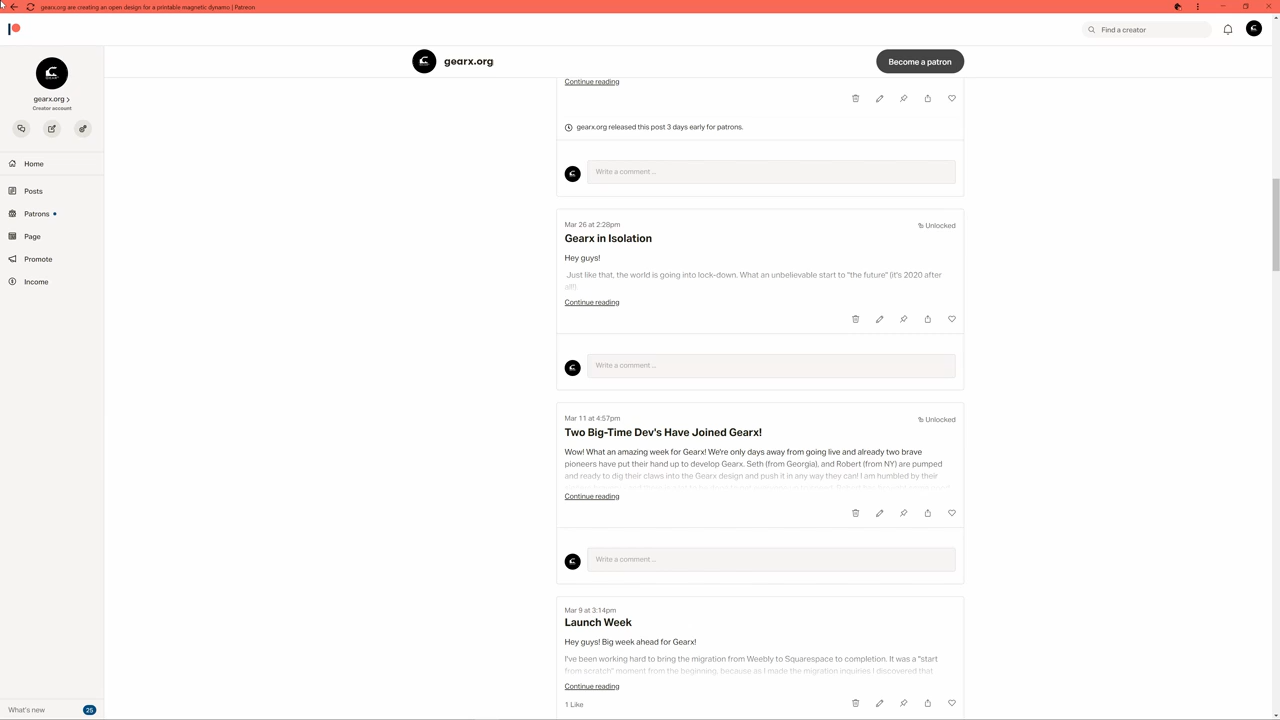 gearx.org are creating an open design for a printable magnetic dynamo | Patreon
Find a creator
gearx.org
Creator account
Home
Posts
Patrons
Page
Promote
Income
What's new
25
gearx.org
Become a patron
Continue reading
gearx.org released this post 3 days early for patrons.
Write a comment ...
Mar 26 at 2:28pm
Unlocked
Gearx in Isolation
Hey guys!
Just like that, the world is going into lock-down. What an unbelievable start to "the future" (it's 2020 after
all!)
Continue reading
Write a comment ...
Mar 11 at 4:57pm
Unlocked
Two Big-Time Dev's Have Joined Gearx!
Wow! What an amazing week for Gearx! We're only days away from going live and already two brave
pioneers have put their hand up to develop Gearx. Seth (from Georgia), and Robert (from NY) are pumped
and ready to dig their claws into the Gearx design and push it in any way they can! I am humbled by their
Continue reading
Write a comment ...
Mar 9 at 3:14pm
Launch Week
Hey guys! Big week ahead for Gearx!
I've been working hard to bring the migration from Weebly to Squarespace to completion. It was a "start
from scratch" moment from the beginning, because as I made the migration inquiries I discovered that
Continue reading
1 Like